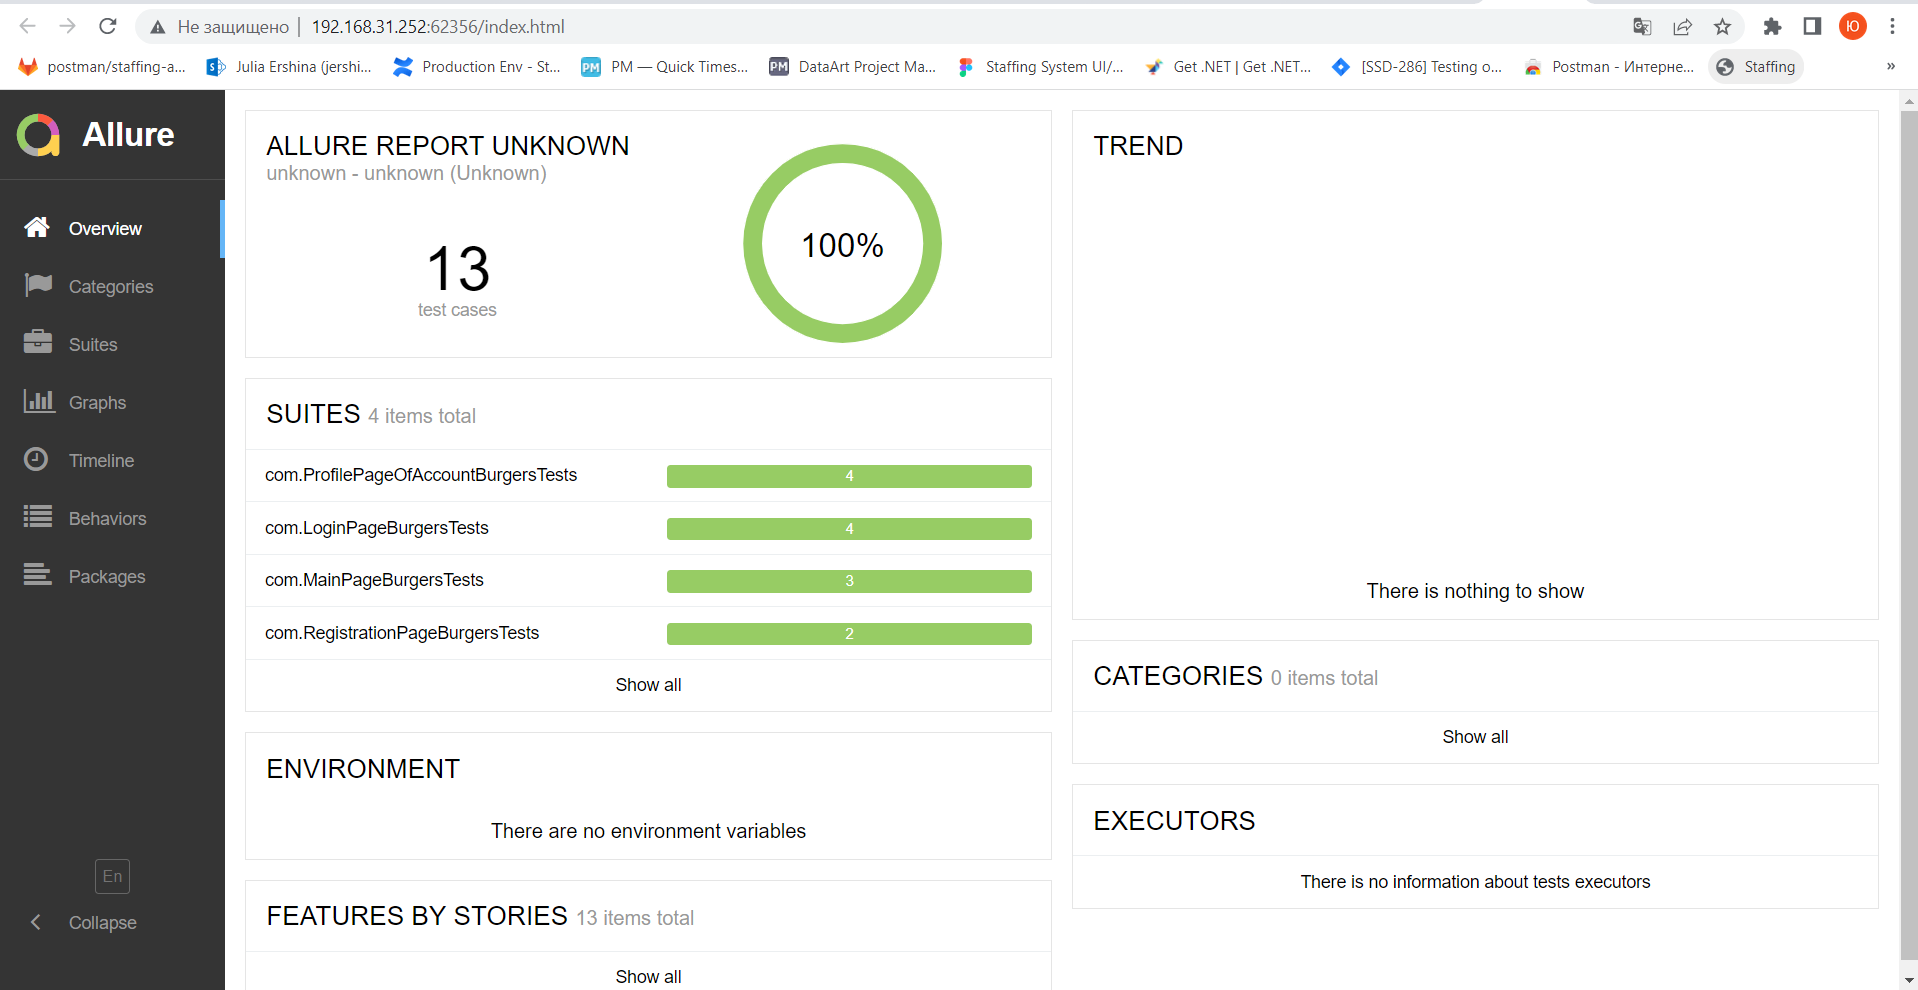 Не защищено | 192.168.31.252:62356/index.html
Ю
postman/staffing-a...
Julia Ershina (jershi...
Production Env - St...
PM PM — Quick Times...
PM DataArt Project Ma...
Staffing System UI/...
Get .NET | Get .NET...
[SSD-286] Testing o...
Postman - Интерне...
Staffing
»
Allure
Overview
Categories
Suites
Graphs
Timeline
Behaviors
Packages
En
Collapse
ALLURE REPORT UNKNOWN
unknown - unknown (Unknown)
13
test cases
100%
SUITES 4 items total
com.ProfilePageOfAccountBurgersTests 4
com.LoginPageBurgersTests 4
com.MainPageBurgersTests 3
com.RegistrationPageBurgersTests 2
Show all
ENVIRONMENT
There are no environment variables
FEATURES BY STORIES 13 items total
Show all
TREND
There is nothing to show
CATEGORIES 0 items total
Show all
EXECUTORS
There is no information about tests executors